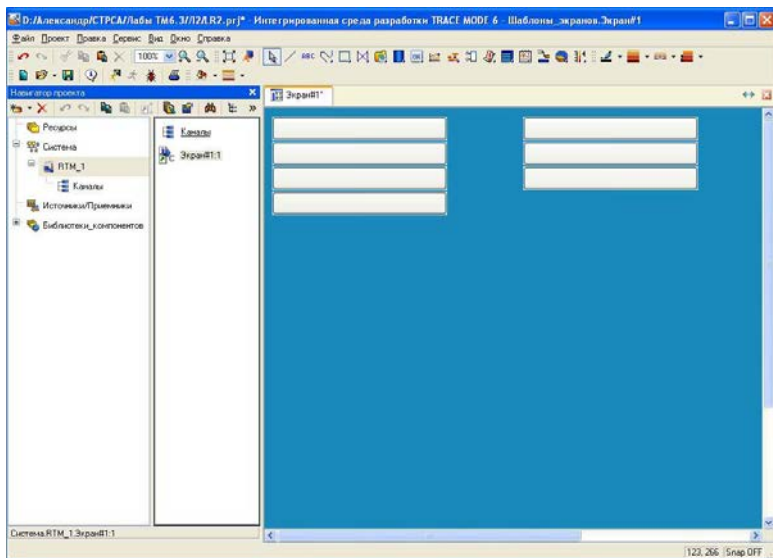 D:/Александр/СТРСА/Лабы ТМ6.3/Л2/LR2.prj* - Интегрированная среда разработки TRACE MODE 6 - Шаблоны_экранов.Экран#1
Файл Проект Правка Сервис Вид Окно Справка
100%
ABC
Навигатор проекта
Экран#1*
Ресурсы
Система
RTM_1
Каналы
Источники/Приемники
Библиотеки_компонентов
Каналы
Экран#1:1
Система.RTM_1.Экран#1:1
123, 266 Snap OFF